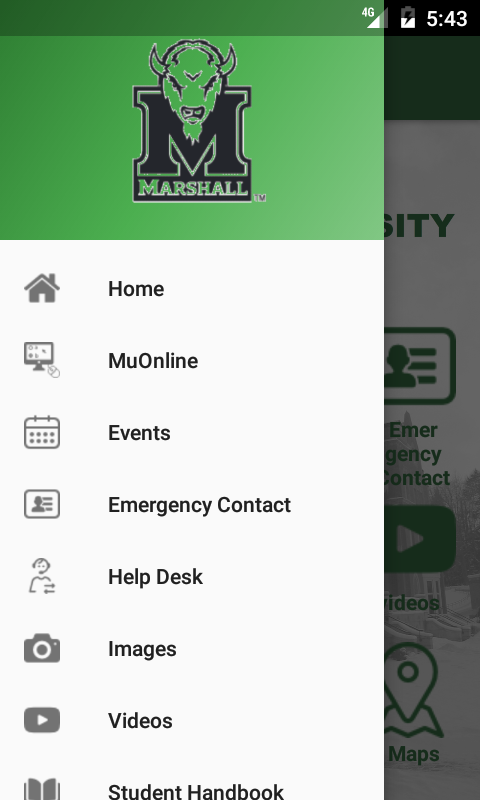 4G
5:43
M
MARSHALL
TM
SITY
Home
MuOnline
Events
Emergency Contact
Help Desk
Images
Videos
Student Handbook
Emer
gency
Contact
ideos
Maps